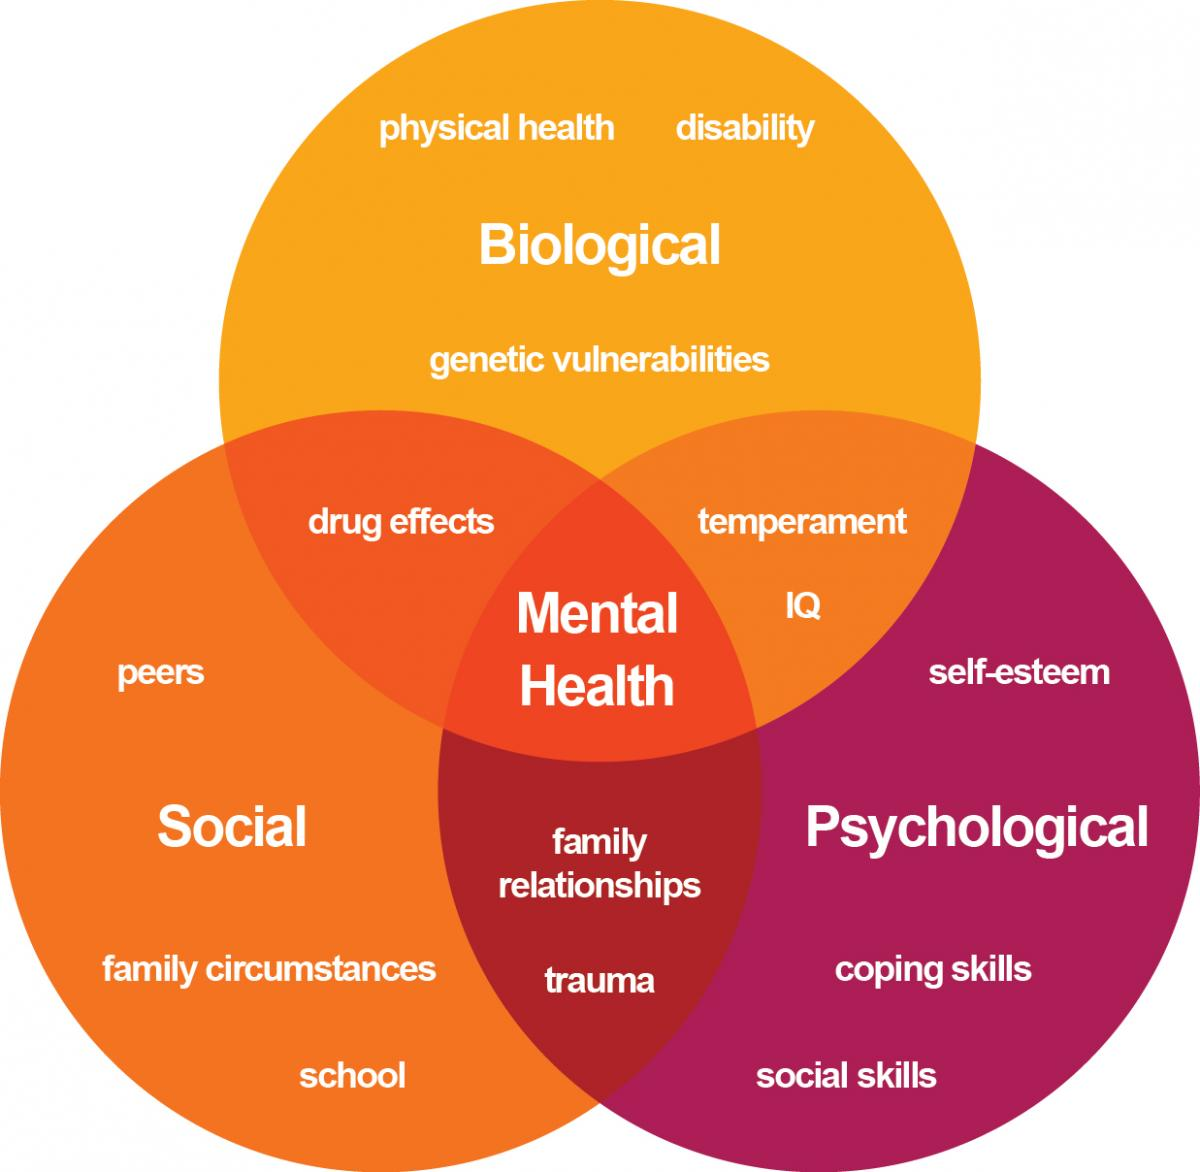 physical health disability
Biological
genetic vulnerabilities
drug effects temperament
Mental
Health
IQ
peers self-esteem
Social Psychological
family
relationships
family circumstances trauma coping skills
school social skills